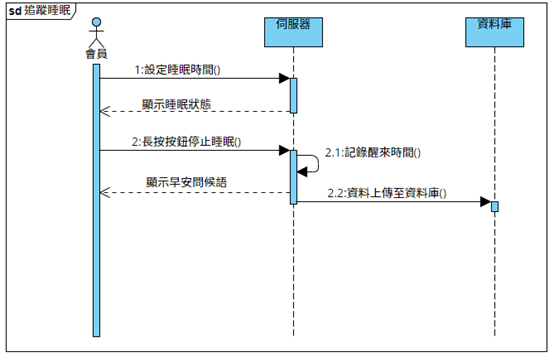 sd 追蹤睡眠
會員
伺服器
資料庫
1:設定睡眠時間()
顯示睡眠狀態
2:長按按鈕停止睡眠()
2.1:記錄醒來時間()
顯示早安問候語
2.2:資料上傳至資料庫()